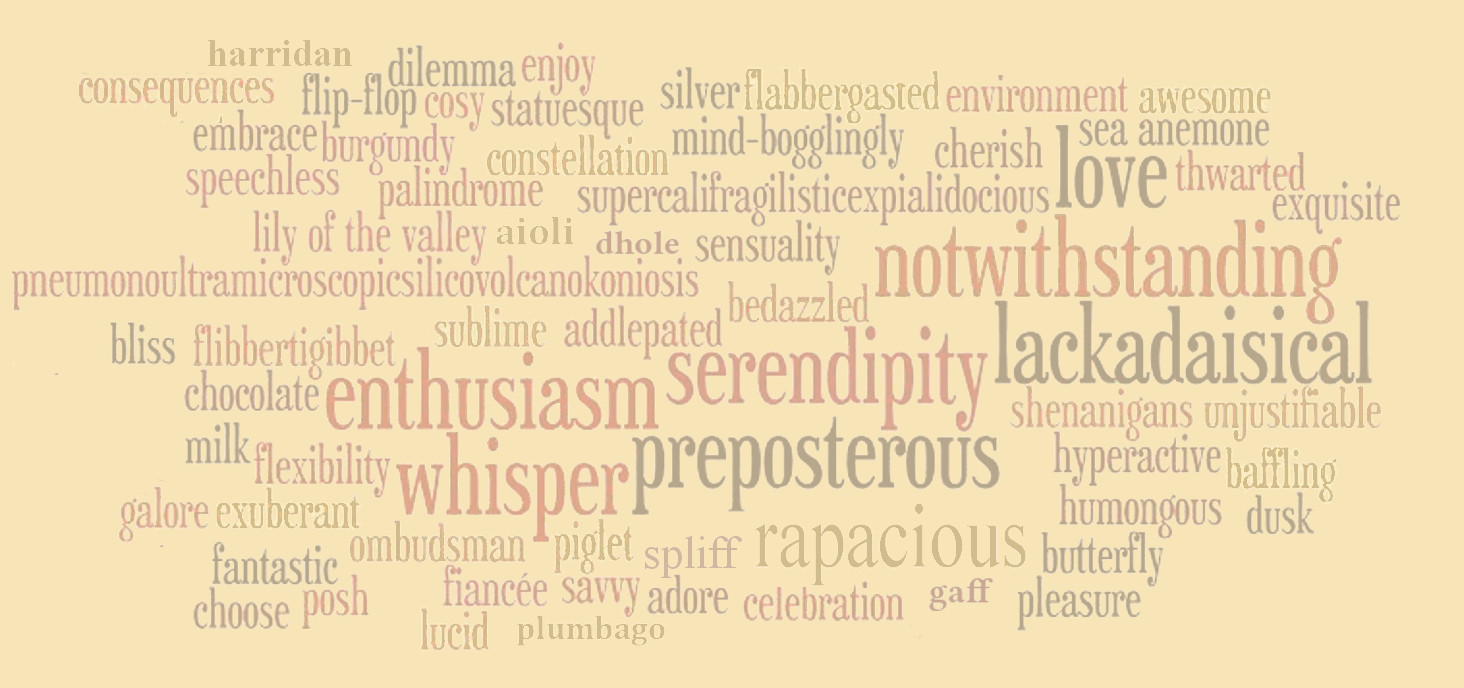 harridan
dilemma enjoy
consequences flip-flop cosy statuesque silver flabbergasted environment awesome
embrace burgundy constellation mind-bogglingly cherish love sea anemone
speechless palindrome supercalifragilisticexpialidocious thwarted
exquisite
lily of the valley aioli dhole sensuality notwithstanding
pneumonoultramicroscopicsilicovolcanokoniosis bedazzled
bliss flibbertigibbet sublime addlepated serendipity lackadaisical
chocolate enthusiasm shenanigans unjustifiable
milk flexibility whisper preposterous hyperactive baffling
galore exuberant humongous dusk
fantastic ombudsman piglet spliff rapacious butterfly
choose posh fiancée savvy adore celebration gaff pleasure
lucid plumbago